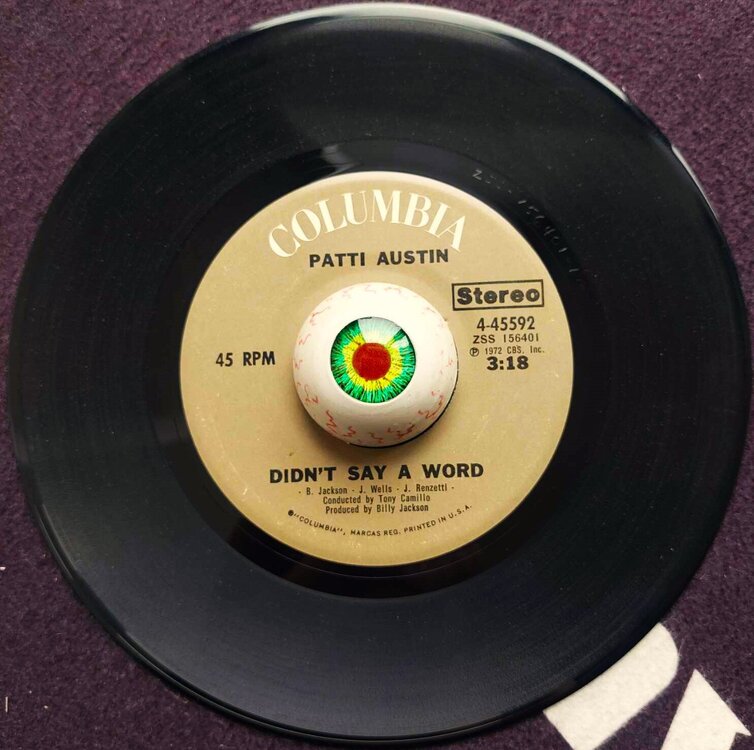 COLUMBIA
PATTI AUSTIN
Stereo
4-45592
ZSS 156401
℗ 1972 CBS, Inc.
3:18
45 RPM
DIDN'T SAY A WORD
· B. Jackson - J. Wells - J. Renzetti ·
Conducted by Tony Camillo
Produced by Billy Jackson
®"COLUMBIA", MARCAS REG. PRINTED IN U.S.A.